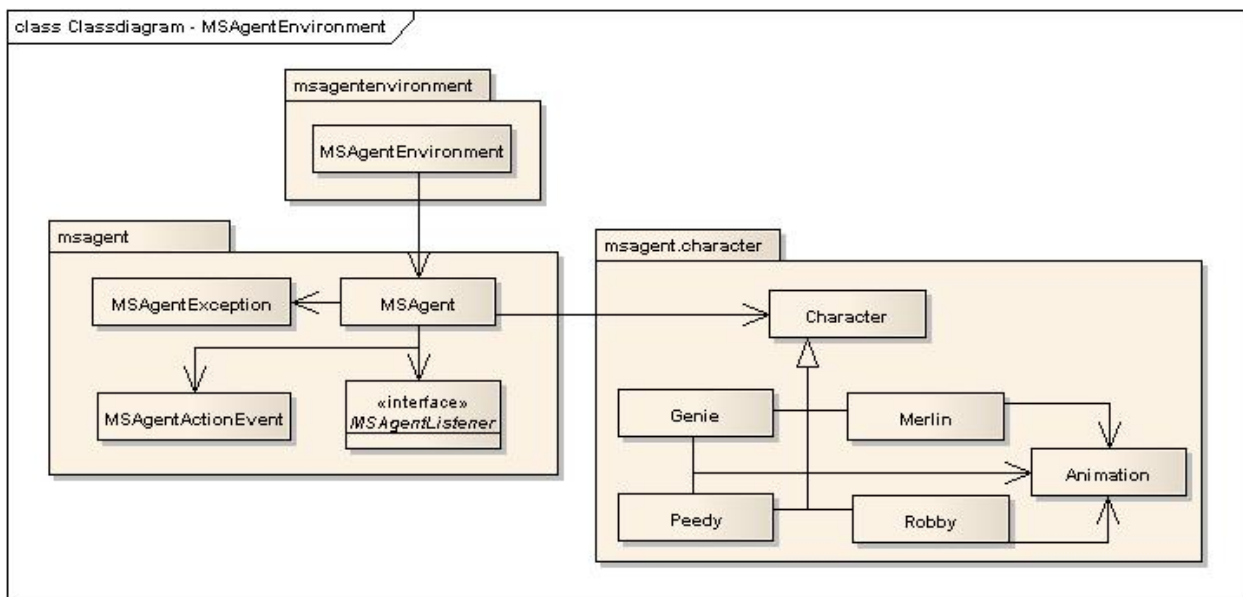 class Classdiagram - MSAgentEnvironment
msagentenvironment
MSAgentEnvironment
msagent
MSAgentException
MSAgent
MSAgentActionEvent
«interface»
MSAgentListener
msagent.character
Character
Genie
Merlin
Animation
Peedy
Robby